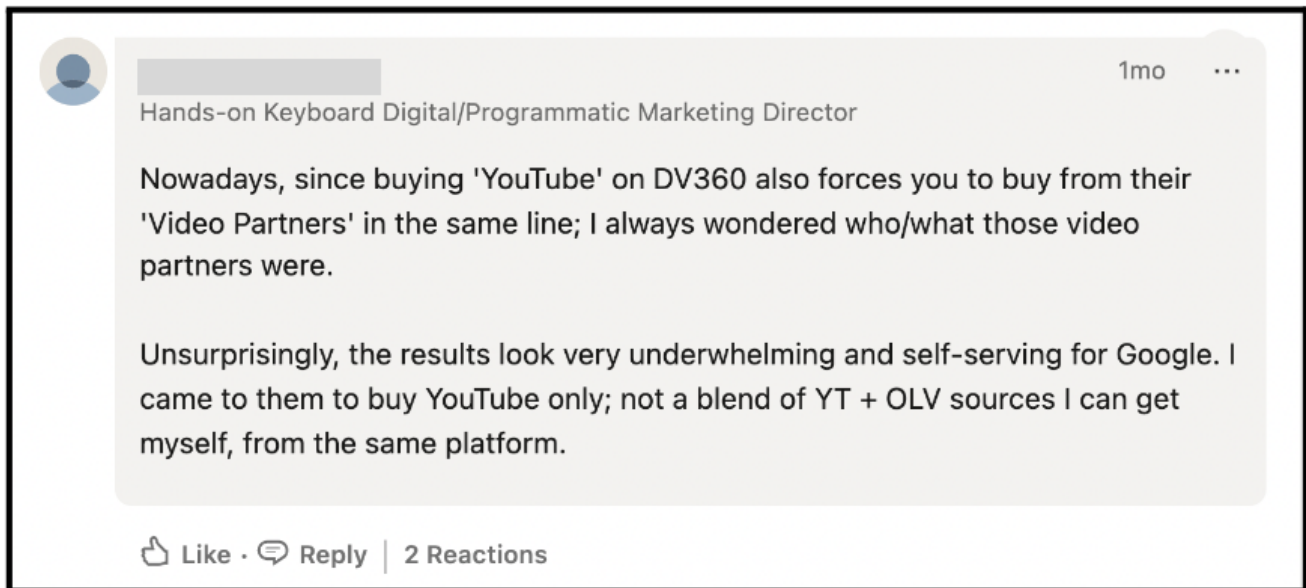 1mo ...
Hands-on Keyboard Digital/Programmatic Marketing Director
Nowadays, since buying 'YouTube' on DV360 also forces you to buy from their
'Video Partners' in the same line; I always wondered who/what those video
partners were.
Unsurprisingly, the results look very underwhelming and self-serving for Google. I
came to them to buy YouTube only; not a blend of YT + OLV sources I can get
myself, from the same platform.
Like · Reply | 2 Reactions